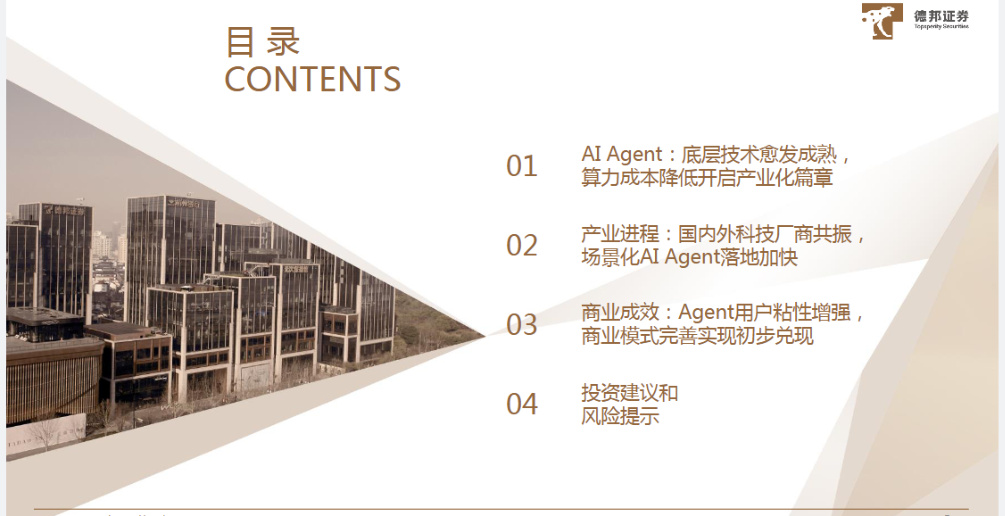 德邦证券
Topsperity Securities
目 录
CONTENTS
01
AI Agent：底层技术愈发成熟，
算力成本降低开启产业化篇章
02
产业进程：国内外科技厂商共振，
场景化AI Agent落地加快
03
商业成效：Agent用户粘性增强，
商业模式完善实现初步兑现
04
投资建议和
风险提示
德邦证券